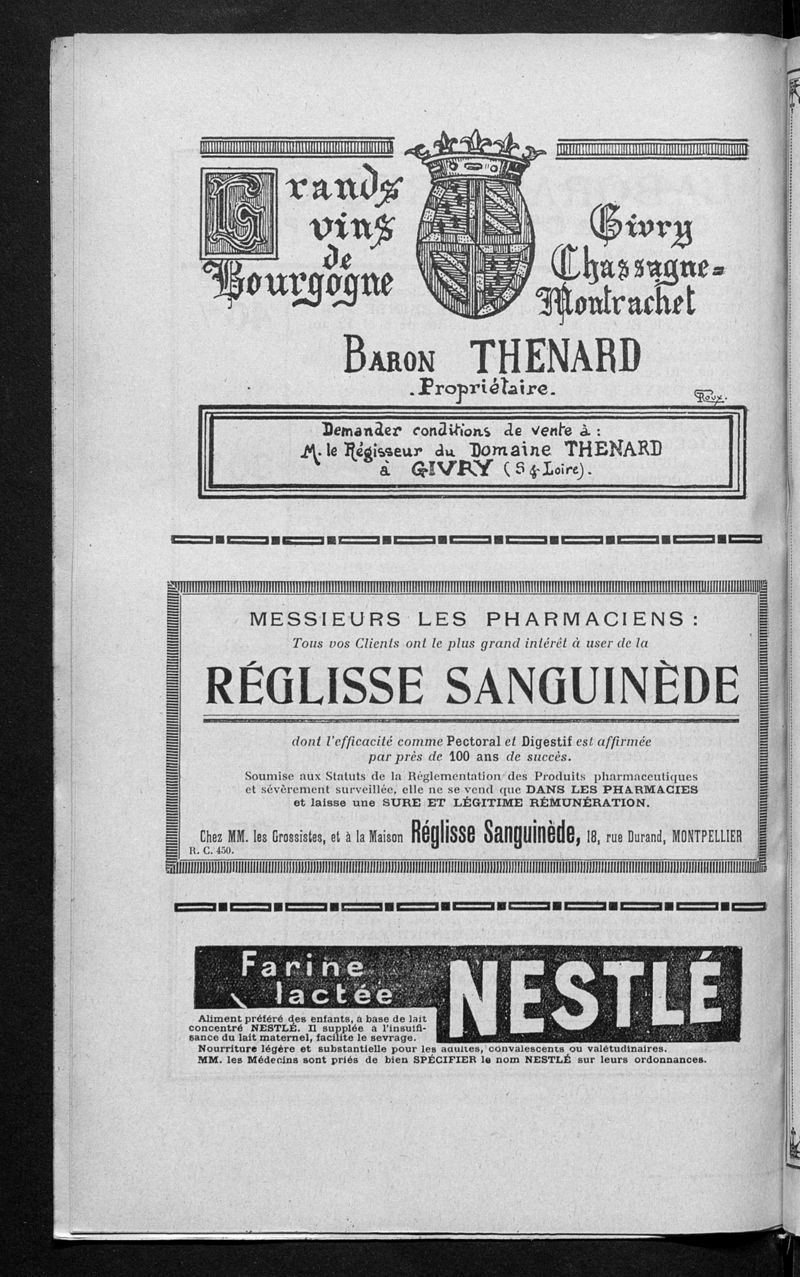 Grands
vins
de
Bourgogne
Givry
Chassagne=
Montrachet
BARON THENARD
.Propriétaire.
Roux.
Demander conditions de vente à :
M. le Régisseur du Domaine THENARD
à GIVRY (S &-Loire).
MESSIEURS LES PHARMACIENS :
Tous vos Clients ont le plus grand intérêt à user de la
RÉGLISSE SANGUINÈDE
dont l'efficacité comme Pectoral et Digestif est affirmée
par près de 100 ans de succès.
Soumise aux Statuts de la Réglementation des Produits pharmaceutiques
et sévèrement surveillée, elle ne se vend que DANS LES PHARMACIES
et laisse une SURE ET LÉGITIME RÉMUNÉRATION.
Chez MM. les Grossistes, et à la Maison Réglisse Sanguinède, 18, rue Durand, MONTPELLIER
R. C. 450.
Farine
lactée
NESTLÉ
Aliment préféré des enfants, à base de lait
concentré NESTLÉ. Il supplée à l'insuffi-
sance du lait maternel, facilite le sevrage.
Nourriture légère et substantielle pour les adultes, convalescents ou valétudinaires.
MM. les Médecins sont priés de bien SPÉCIFIER le nom NESTLÉ sur leurs ordonnances.